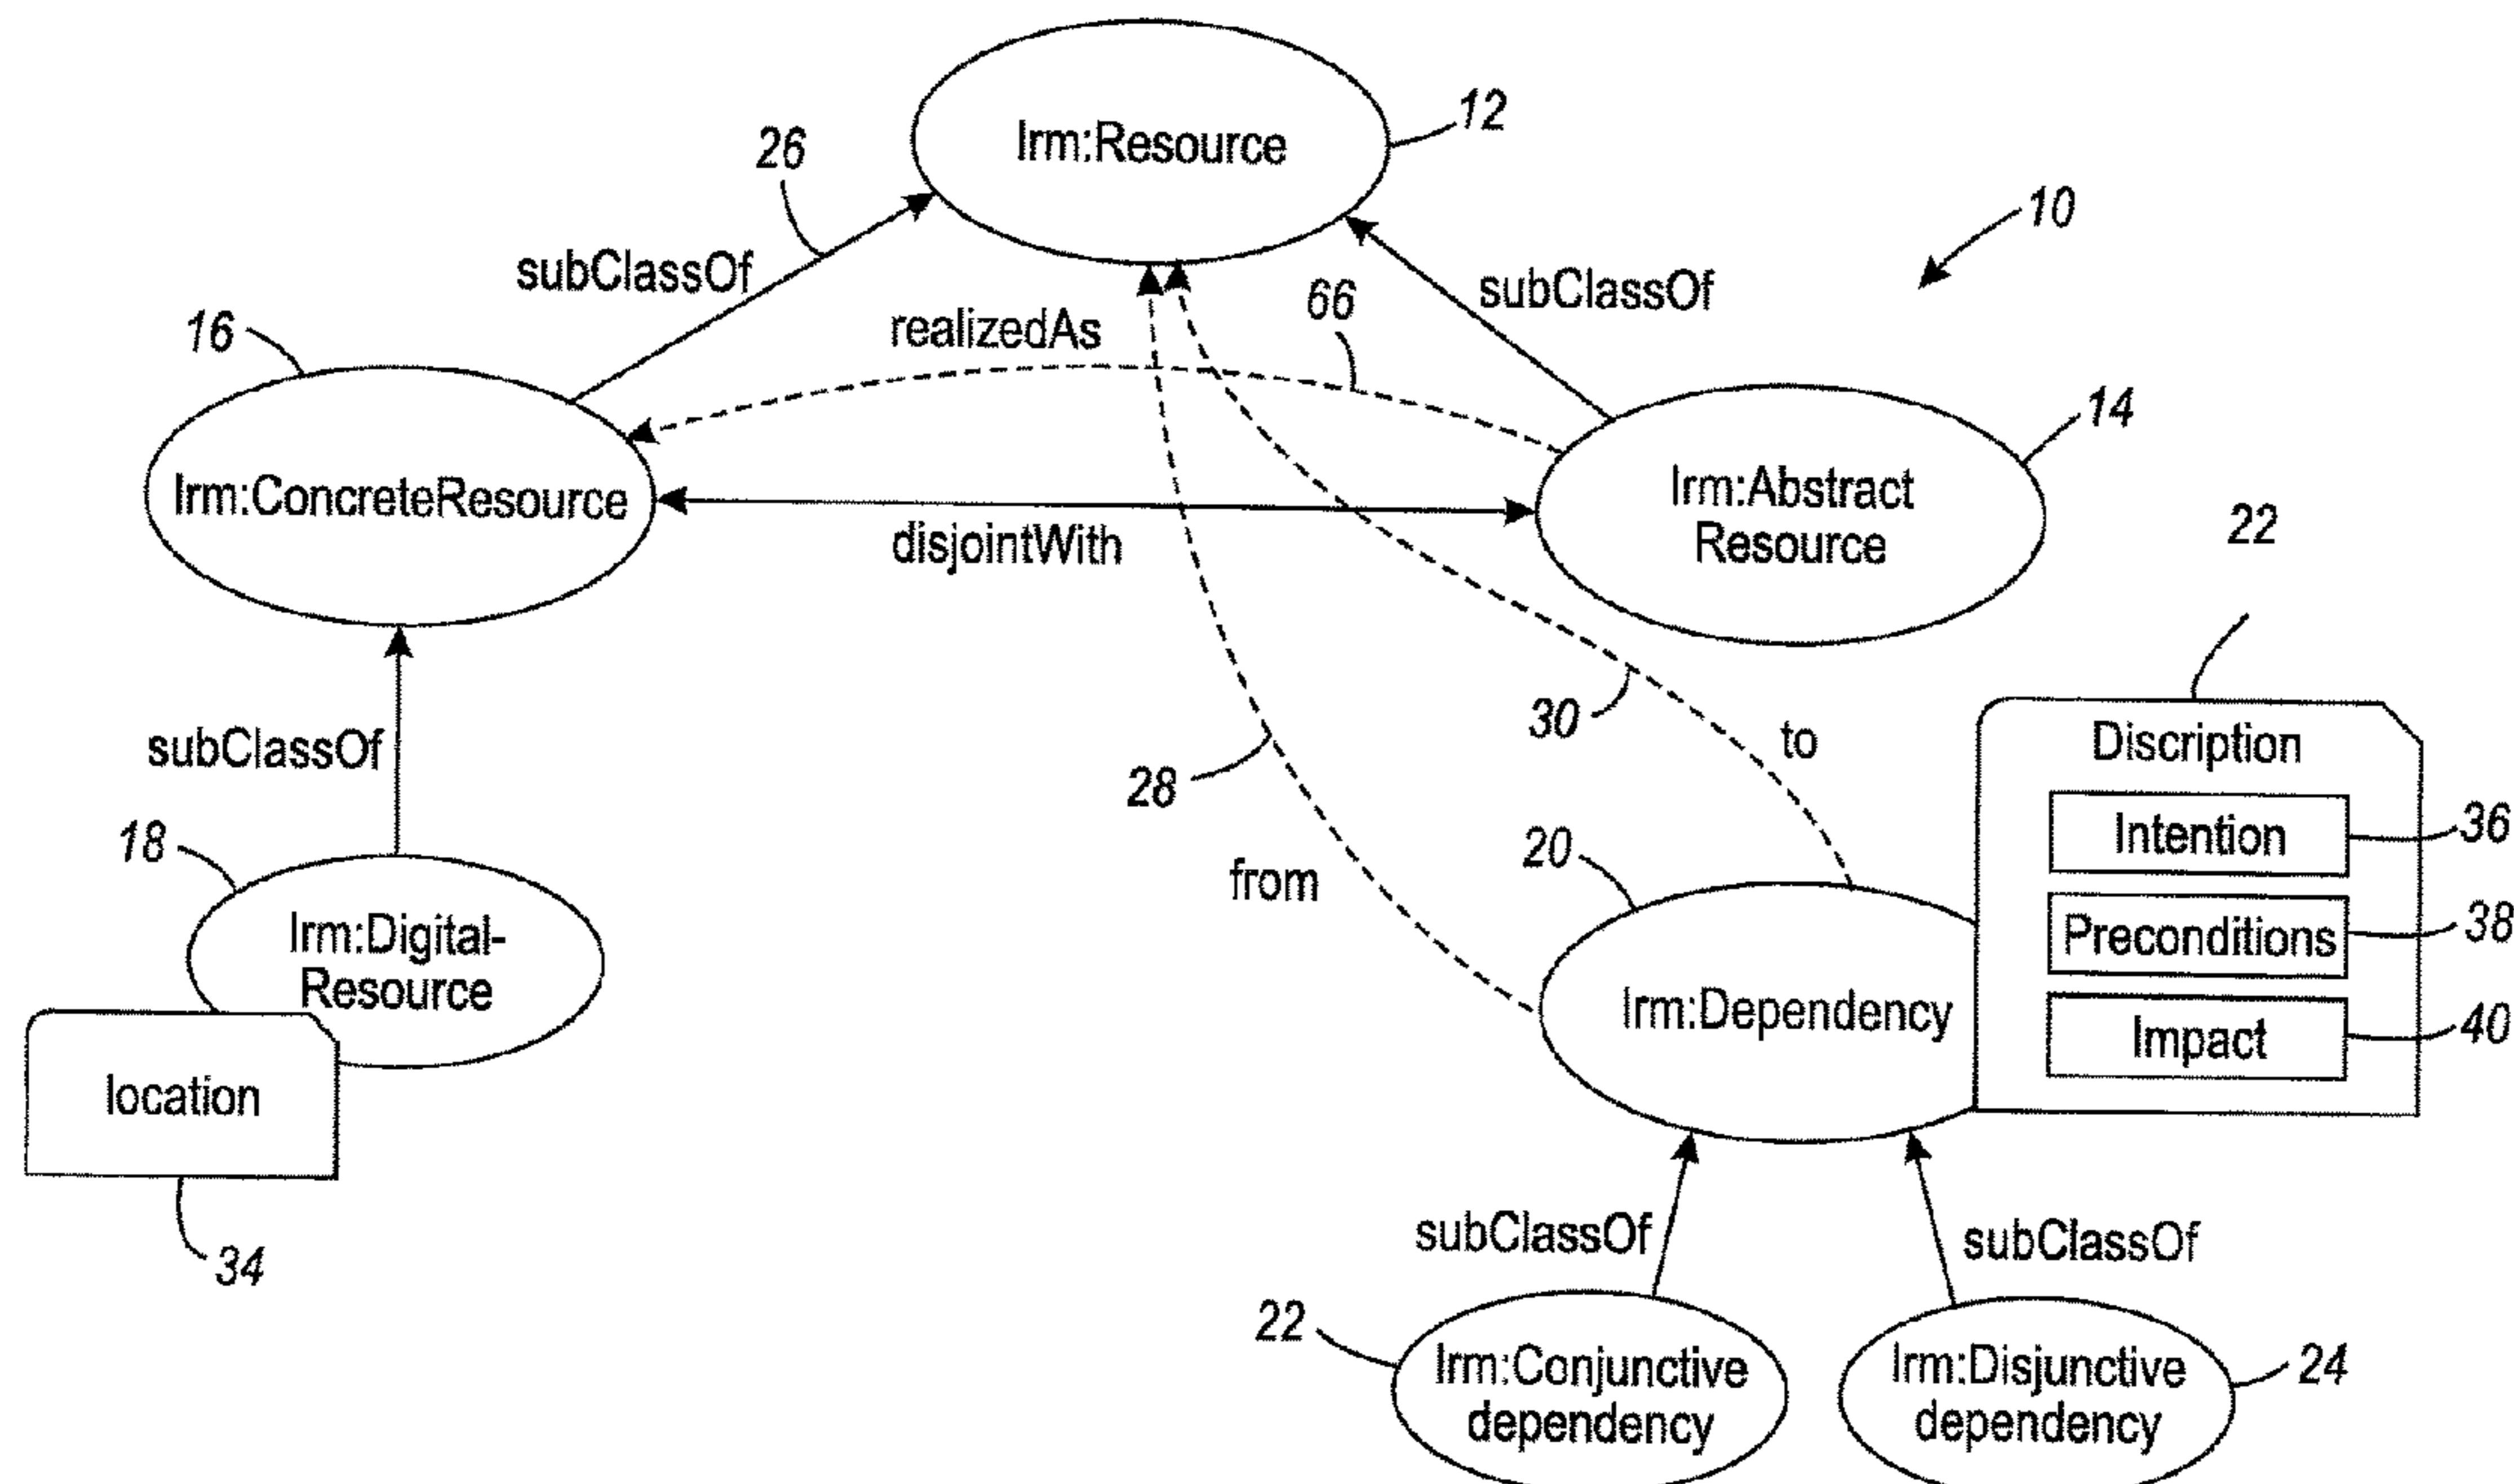 lrm:Resource
12
26
10
subClassOf
subClassOf
66
realizedAs
16
14
lrm:ConcreteResource
lrm:Abstract
Resource
disjointWith
22
30
to
Discription
subClassOf
28
Intention
36
18
20
from
Preconditions
38
lrm:Digital-
Resource
lrm:Dependency
Impact
40
location
34
subClassOf
subClassOf
22
lrm:Conjunctive
dependency
lrm:Disjunctive
dependency
24